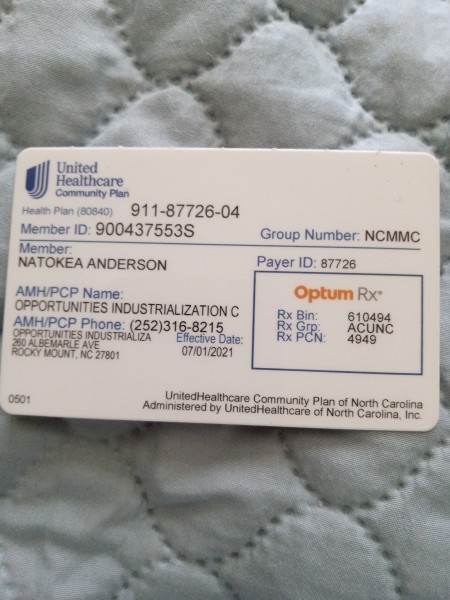 United
Healthcare
Community Plan
Health Plan (80840) 911-87726-04
Member ID: 900437553S Group Number: NCMMC
Member:
NATOKEA ANDERSON
Payer ID: 87726
AMH/PCP Name:
OPPORTUNITIES INDUSTRIALIZATION C
AMH/PCP Phone: (252)316-8215
OPPORTUNITIES INDUSTRIALIZA
260 ALBEMARLE AVE
ROCKY MOUNT, NC 27801
Effective Date:
07/01/2021
Optum Rx®
Rx Bin: 610494
Rx Grp: ACUNC
Rx PCN: 4949
0501
UnitedHealthcare Community Plan of North Carolina
Administered by UnitedHealthcare of North Carolina, Inc.